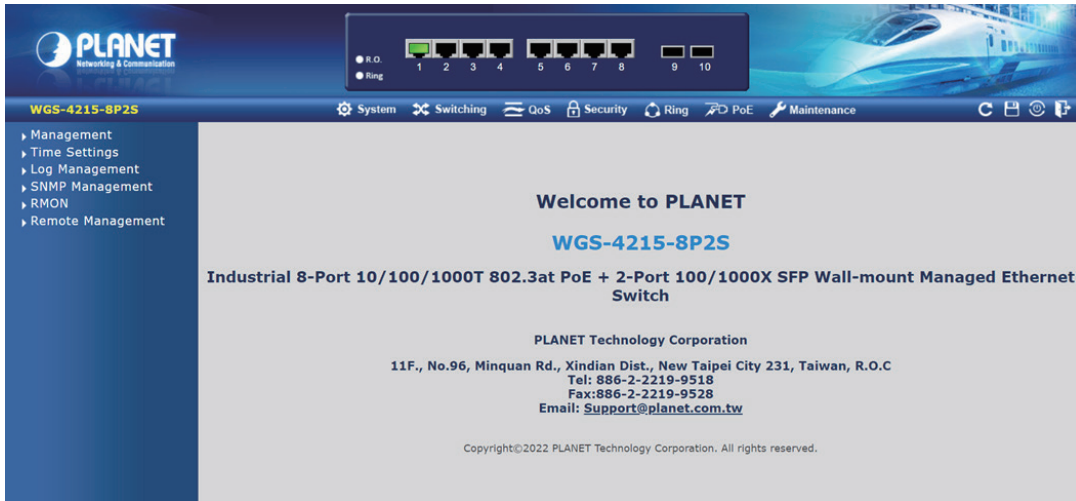 PLANET
Networking & Communication
R.O.
Ring
1 2 3 4 5 6 7 8 9 10
WGS-4215-8P2S
System Switching QoS Security Ring PoE Maintenance
Management
Time Settings
Log Management
SNMP Management
RMON
Remote Management
Welcome to PLANET
WGS-4215-8P2S
Industrial 8-Port 10/100/1000T 802.3at PoE + 2-Port 100/1000X SFP Wall-mount Managed Ethernet
Switch
PLANET Technology Corporation
11F., No.96, Minquan Rd., Xindian Dist., New Taipei City 231, Taiwan, R.O.C
Tel: 886-2-2219-9518
Fax:886-2-2219-9528
Email: Support@planet.com.tw
Copyright©2022 PLANET Technology Corporation. All rights reserved.